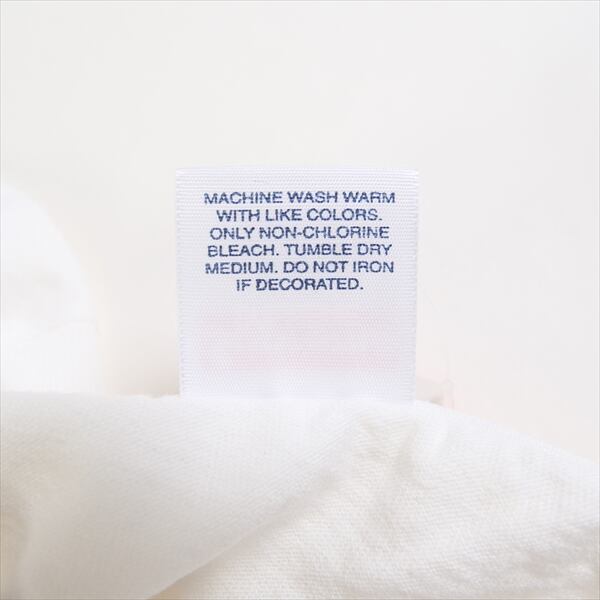 MACHINE WASH WARM
WITH LIKE COLORS.
ONLY NON-CHLORINE
BLEACH. TUMBLE DRY
MEDIUM. DO NOT IRON
IF DECORATED.